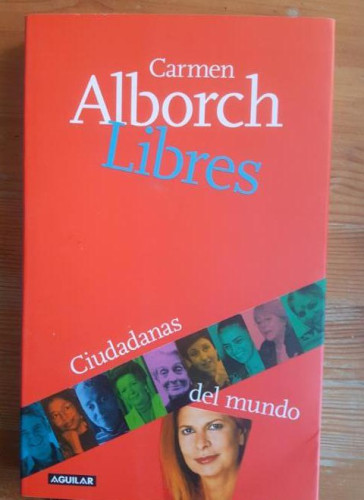 Carmen
Alborch
Libres
Ciudadanas
del mundo
AGUILAR